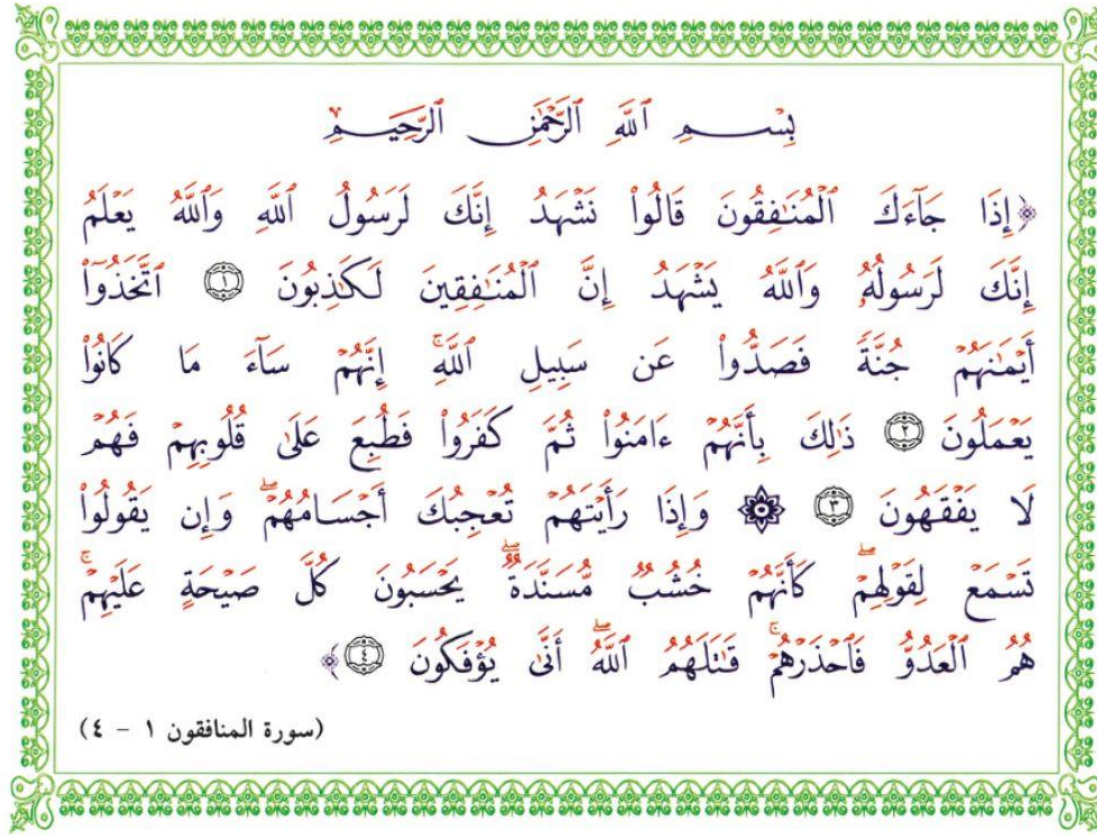 بِسْمِ ٱللَّهِ ٱلرَّحْمَٰنِ ٱلرَّحِيمِ
﴿إِذَا جَآءَكَ ٱلْمُنَٰفِقُونَ قَالُوا۟ نَشْهَدُ إِنَّكَ لَرَسُولُ ٱللَّهِ وَٱللَّهُ يَعْلَمُ
إِنَّكَ لَرَسُولُهُۥ وَٱللَّهُ يَشْهَدُ إِنَّ ٱلْمُنَٰفِقِينَ لَكَٰذِبُونَ ١ ٱتَّخَذُوٓا۟
أَيْمَٰنَهُمْ جُنَّةً فَصَدُّوا۟ عَن سَبِيلِ ٱللَّهِ ۚ إِنَّهُمْ سَآءَ مَا كَانُوا۟
يَعْمَلُونَ ٢ ذَٰلِكَ بِأَنَّهُمْ ءَامَنُوا۟ ثُمَّ كَفَرُوا۟ فَطُبِعَ عَلَىٰ قُلُوبِهِمْ فَهُمْ
لَا يَفْقَهُونَ ٣ ۞ وَإِذَا رَأَيْتَهُمْ تُعْجِبُكَ أَجْسَامُهُمْ ۖ وَإِن يَقُولُوا۟
تَسْمَعْ لِقَوْلِهِمْ ۖ كَأَنَّهُمْ خُشُبٌ مُّسَنَّدَةٌ ۖ يَحْسَبُونَ كُلَّ صَيْحَةٍ عَلَيْهِمْ ۚ
هُمُ ٱلْعَدُوُّ فَٱحْذَرْهُمْ ۚ قَٰتَلَهُمُ ٱللَّهُ ۖ أَنَّىٰ يُؤْفَكُونَ ٤﴾
(سورة المنافقون ١ - ٤)